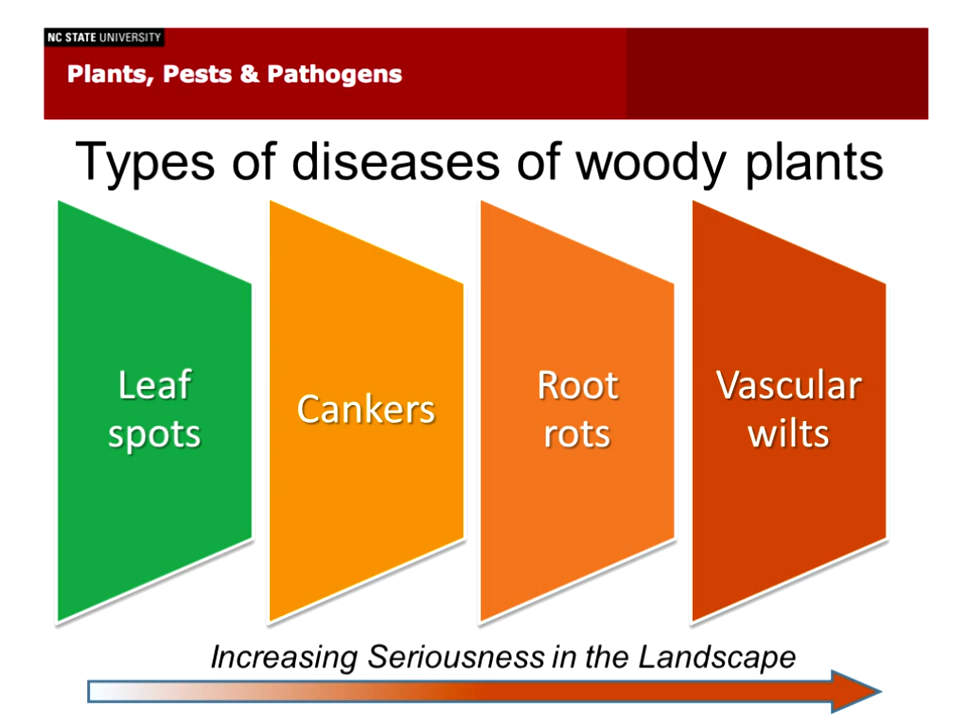 NC STATE UNIVERSITY
Plants, Pests & Pathogens
Types of diseases of woody plants
Leaf
spots
Cankers
Root
rots
Vascular
wilts
Increasing Seriousness in the Landscape